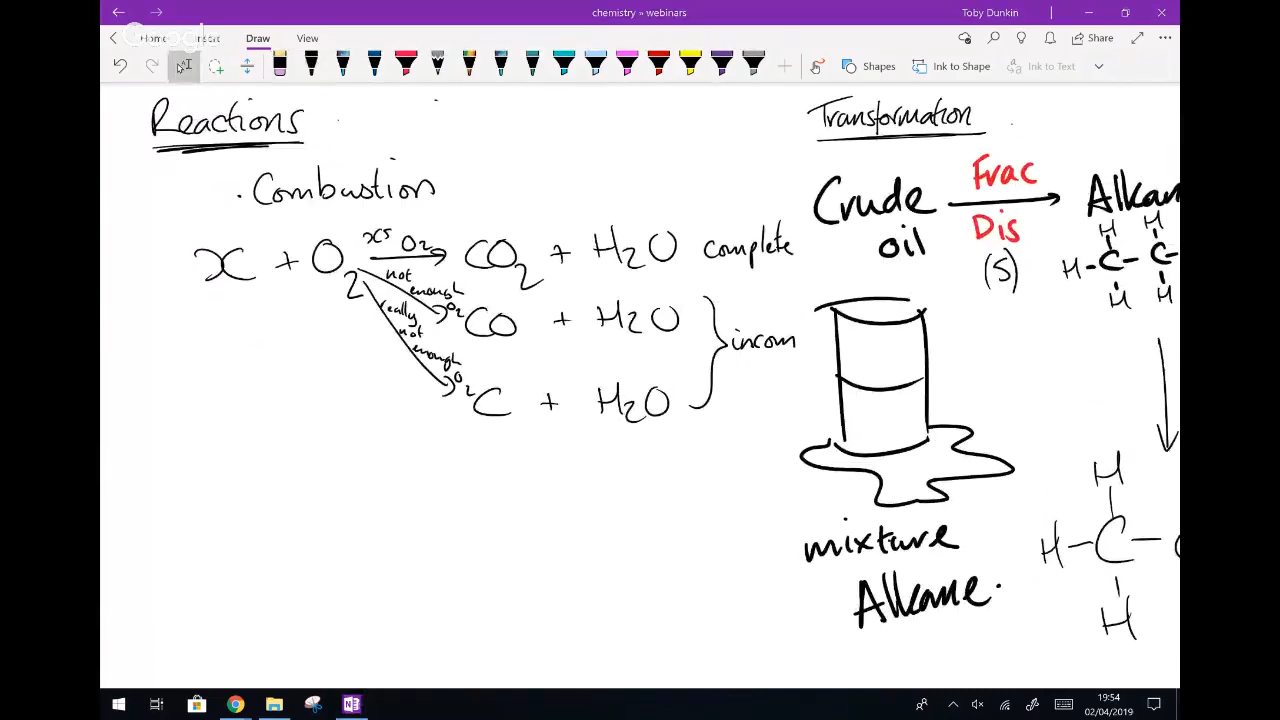 chemistry » webinars
Toby Dunkin
Google
Home
Insert
Draw
View
Share
Shapes
Ink to Shape
Ink to Text
Reactions
· Combustion
x + O2 xs O2 → CO2 + H2O complete
not enough O2 CO + H2O
really not enough O2 C + H2O
} incom
Transformation
Crude oil
Frac
Dis
(S)
Alkan
H H
H - C - C -
H H
mixture
Alkane.
H
H - C -
H
19:54
02/04/2019